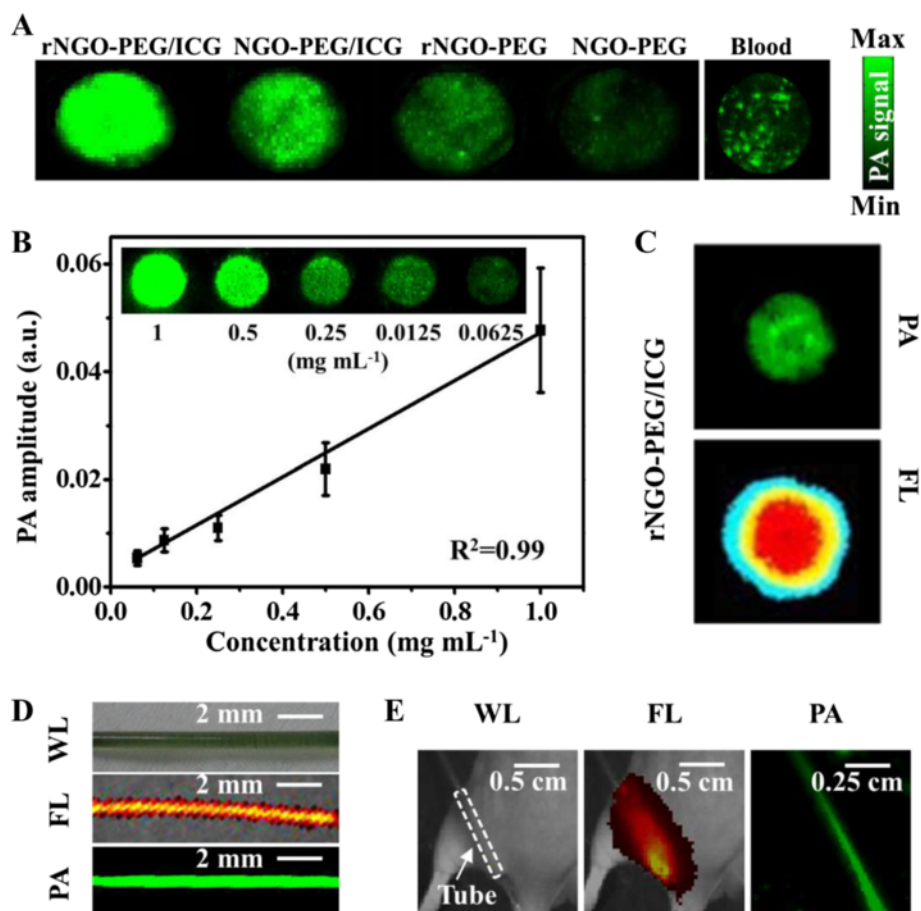 A
rNGO-PEG/ICG NGO-PEG/ICG rNGO-PEG NGO-PEG Blood
Max
PA signal
Min
B
PA amplitude (a.u.)
0.06
0.04
0.02
0.00
1 0.5 0.25 0.0125 0.0625
(mg mL⁻¹)
R²=0.99
0.0 0.2 0.4 0.6 0.8 1.0
Concentration (mg mL⁻¹)
C
rNGO-PEG/ICG
PA
FL
D
WL
2 mm
FL
2 mm
PA
2 mm
E
WL FL PA
0.5 cm 0.5 cm 0.25 cm
Tube